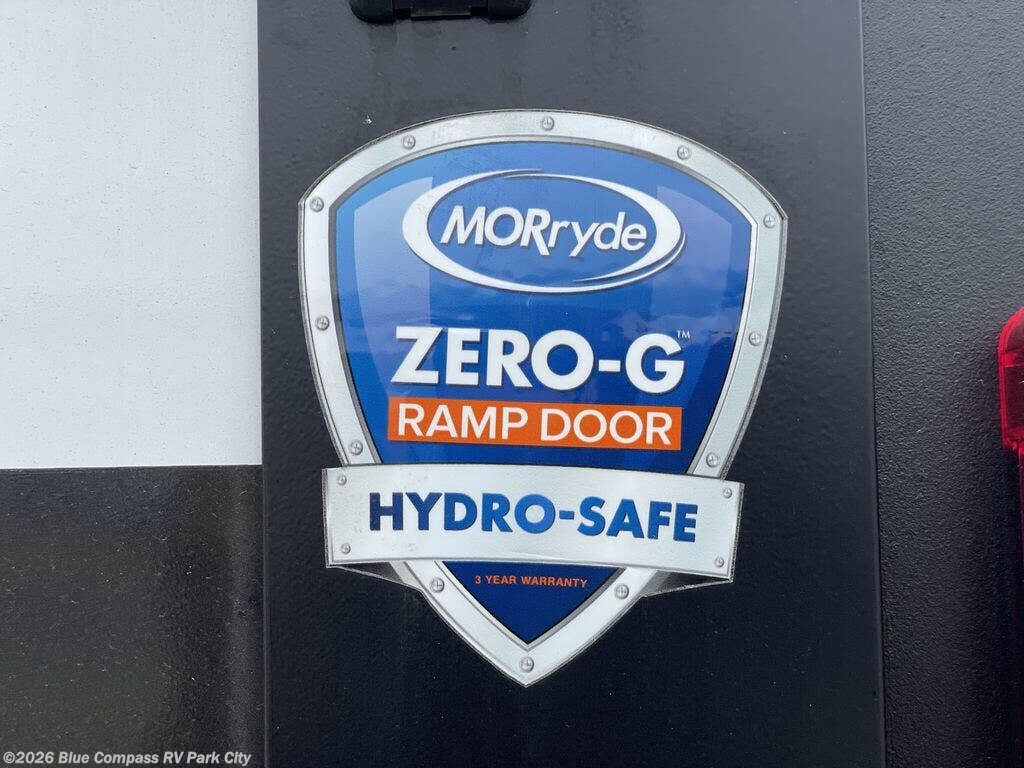 MORryde
ZERO-G™
RAMP DOOR
HYDRO-SAFE
3 YEAR WARRANTY
©2026 Blue Compass RV Park City